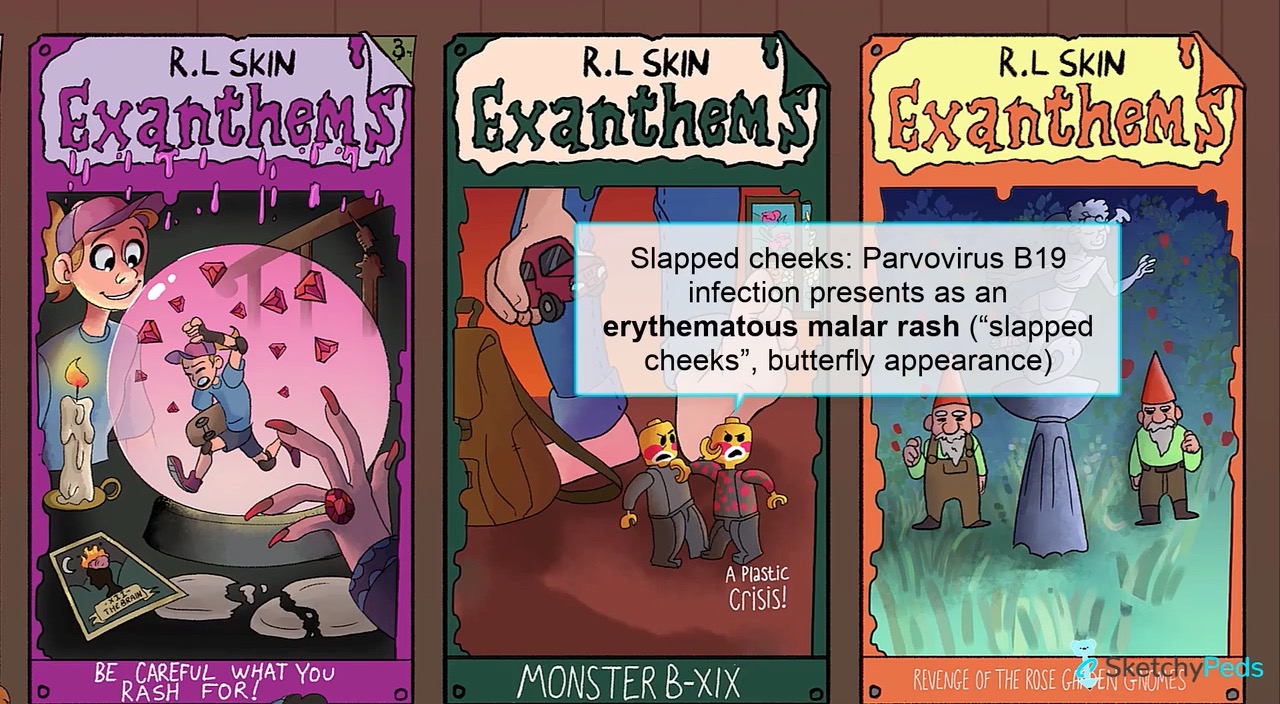 R.L SKIN
Exanthems
3-
XII
THE BRAIN
BE CAREFUL WHAT YOU
RASH FOR!
R.L SKIN
Exanthems
Slapped cheeks: Parvovirus B19
infection presents as an
erythematous malar rash (“slapped
cheeks”, butterfly appearance)
A Plastic
CRISIS!
MONSTER B-XIX
R.L SKIN
Exanthems
REVENGE OF THE ROSE GARDEN GNOMES
SketchyPeds